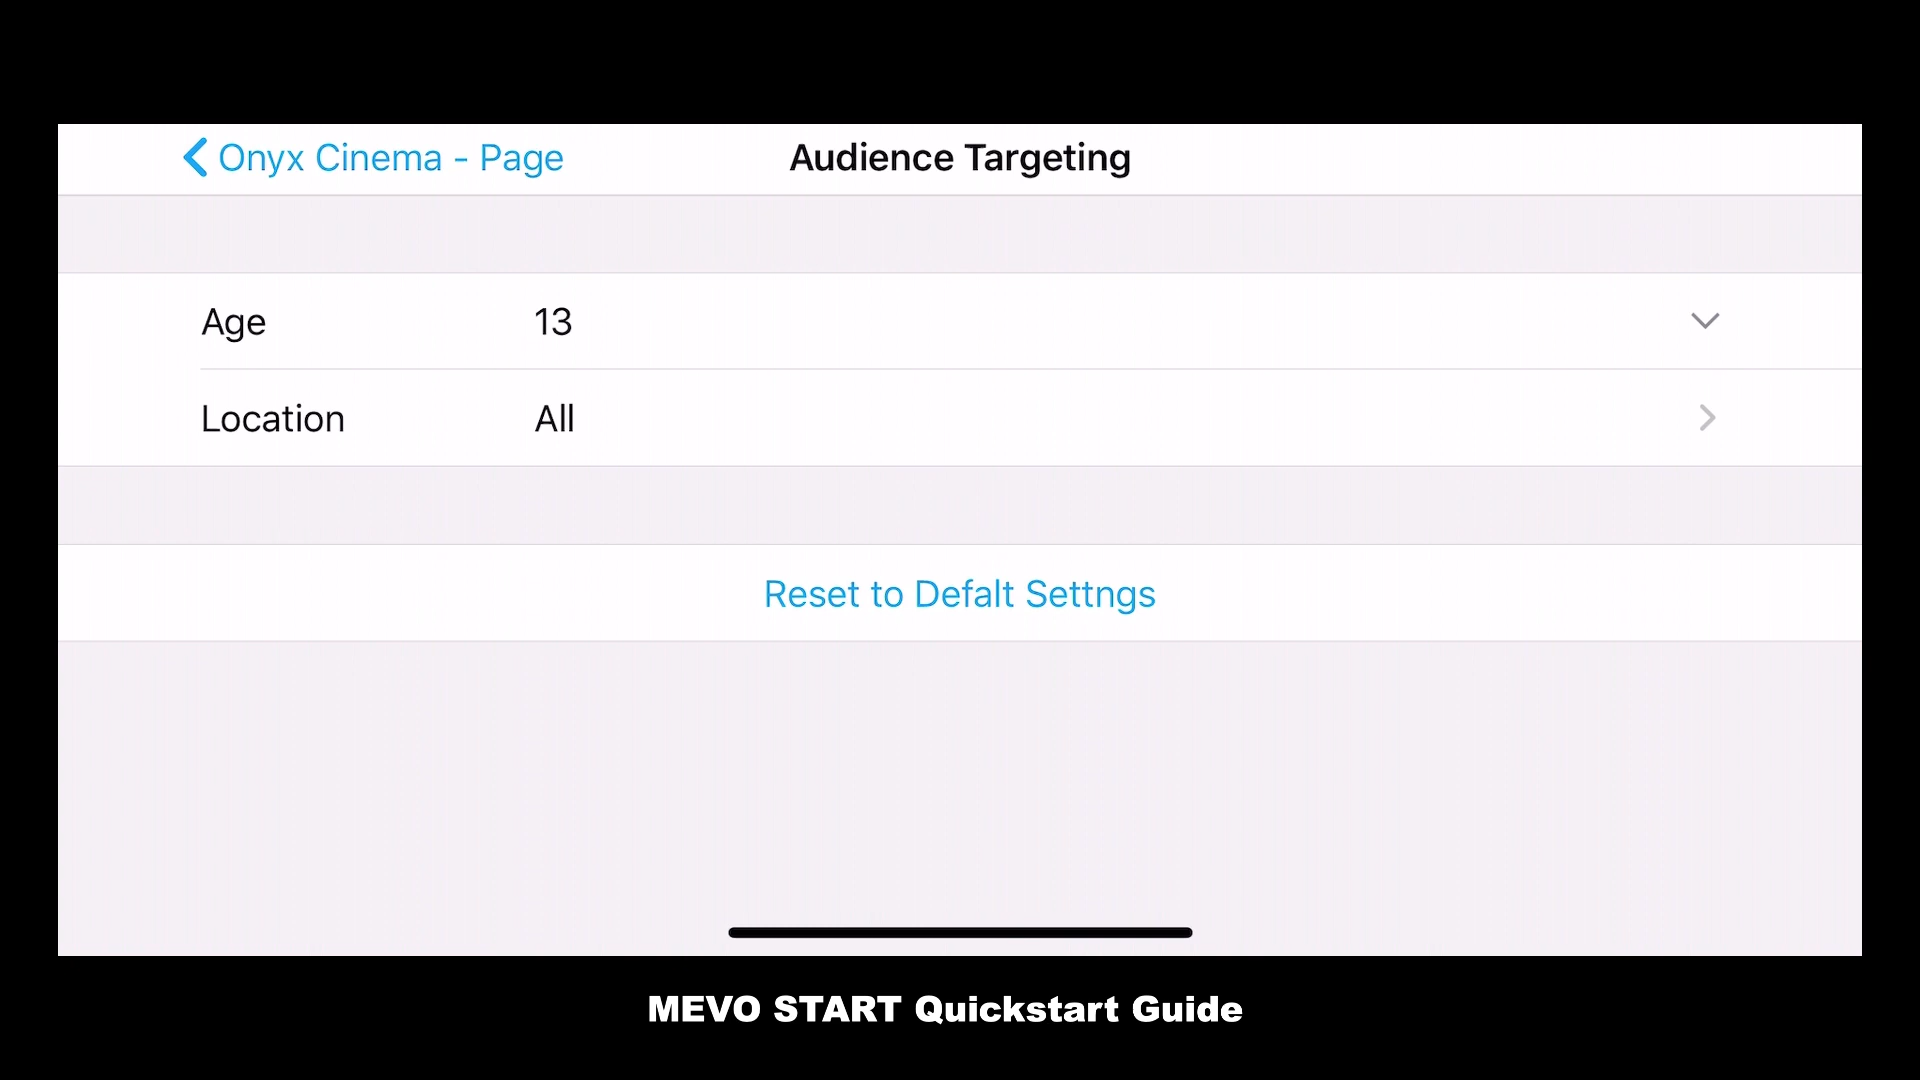 Onyx Cinema - Page
Audience Targeting
Age 13
Location All
Reset to Defalt Settngs
MEVO START Quickstart Guide